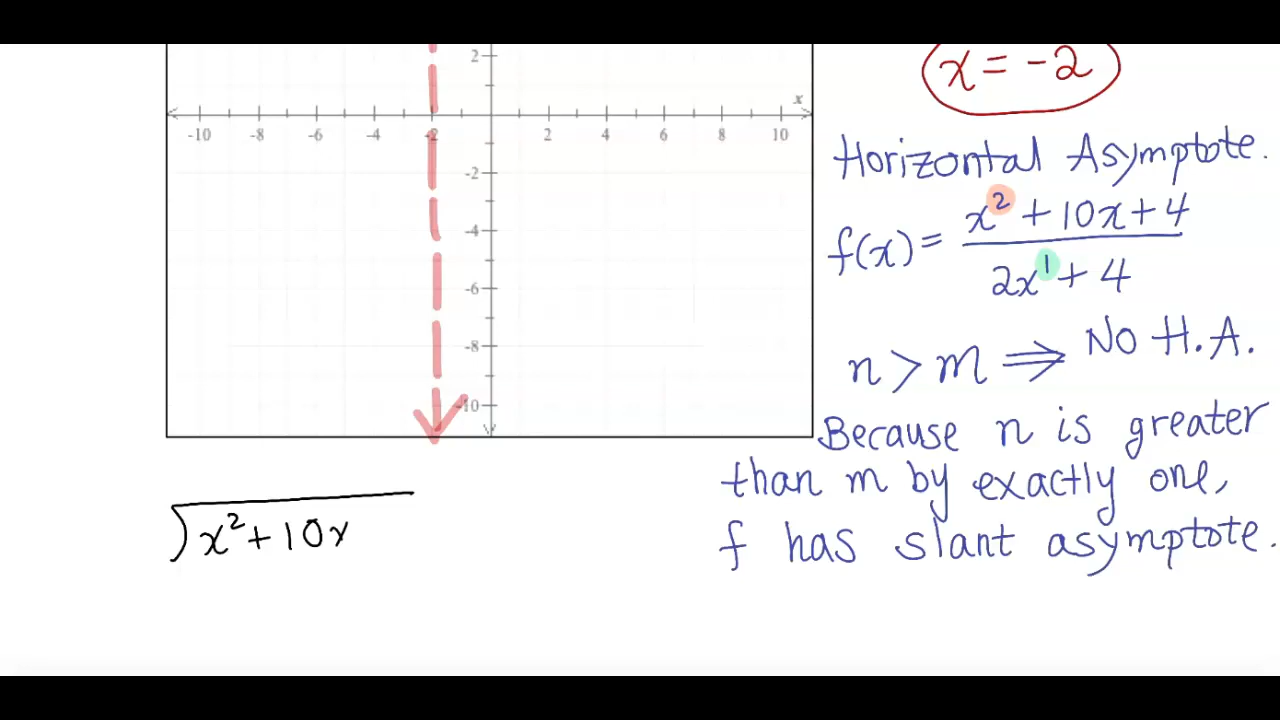 2
x
-10 -8 -6 -4 -2 2 4 6 8 10
-2
-4
-6
-8
-10
x = -2
Horizontal Asymptote.
f(x) = x² + 10x + 4 / 2x¹ + 4
n > m ⟹ No H.A.
Because n is greater
than m by exactly one,
f has slant asymptote.
)x² + 10x